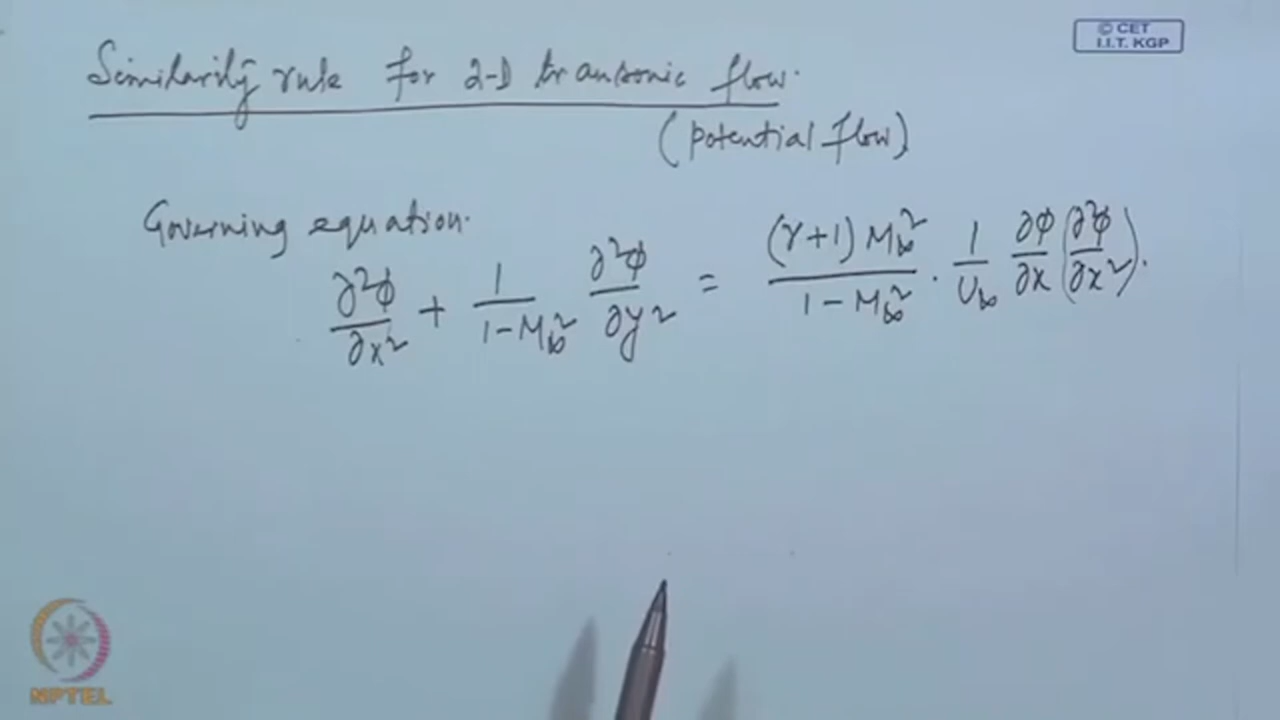 © CET
I.I.T. KGP
Similarity rule for 2-D transonic flow.
(potential flow)
Governing equation.
∂²φ/∂x² + 1/(1-M∞²) ∂²φ/∂y² = (γ+1)M∞²/(1-M∞²) · 1/U∞ ∂φ/∂x (∂²φ/∂x²).
NPTEL